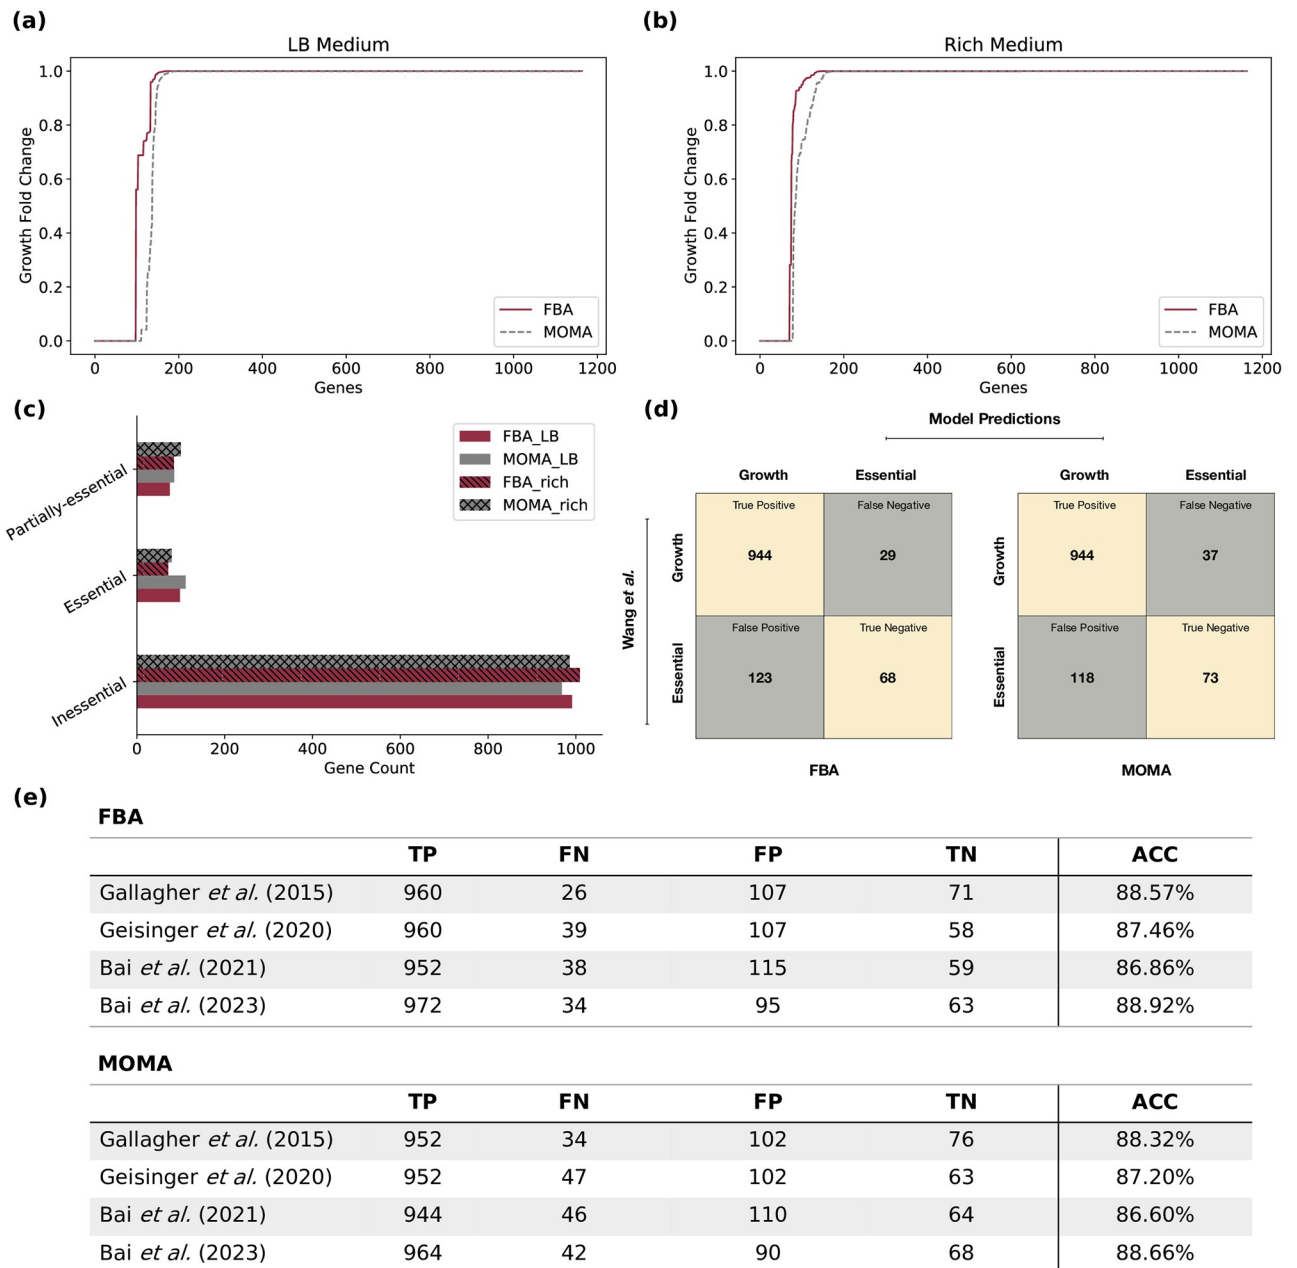 (a)
LB Medium
1.0
0.8
0.6
0.4
0.2
0.0
Growth Fold Change
FBA
MOMA
0 200 400 600 800 1000 1200
Genes
(b)
Rich Medium
1.0
0.8
0.6
0.4
0.2
0.0
Growth Fold Change
FBA
MOMA
0 200 400 600 800 1000 1200
Genes
(c)
Partially-essential
Essential
Inessential
FBA_LB
MOMA_LB
FBA_rich
MOMA_rich
0 200 400 600 800 1000
Gene Count
(d)
Model Predictions
Wang et al.
Growth Essential
Growth
True Positive False Negative
944 29
Essential
False Positive True Negative
123 68
FBA
Growth Essential
Growth
True Positive False Negative
944 37
Essential
False Positive True Negative
118 73
MOMA
(e)
FBA
TP FN FP TN ACC
Gallagher et al. (2015) 960 26 107 71 88.57%
Geisinger et al. (2020) 960 39 107 58 87.46%
Bai et al. (2021) 952 38 115 59 86.86%
Bai et al. (2023) 972 34 95 63 88.92%
MOMA
TP FN FP TN ACC
Gallagher et al. (2015) 952 34 102 76 88.32%
Geisinger et al. (2020) 952 47 102 63 87.20%
Bai et al. (2021) 944 46 110 64 86.60%
Bai et al. (2023) 964 42 90 68 88.66%